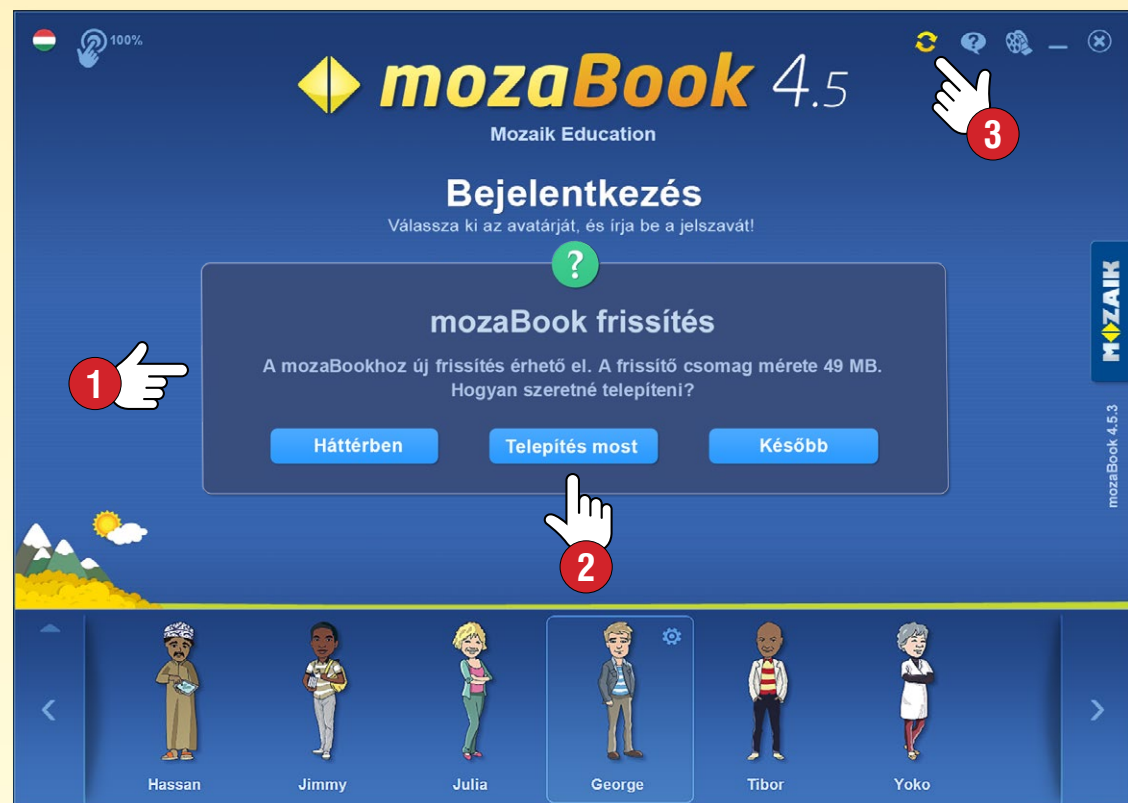 100%
mozaBook 4.5
Mozaik Education
3
Bejelentkezés
Válassza ki az avatárját, és írja be a jelszavát!
?
mozaBook frissítés
A mozaBookhoz új frissítés érhető el. A frissítő csomag mérete 49 MB.
Hogyan szeretné telepíteni?
1
Háttérben
Telepítés most
Később
2
MOZAIK
mozaBook 4.5.3
Hassan
Jimmy
Julia
George
Tibor
Yoko